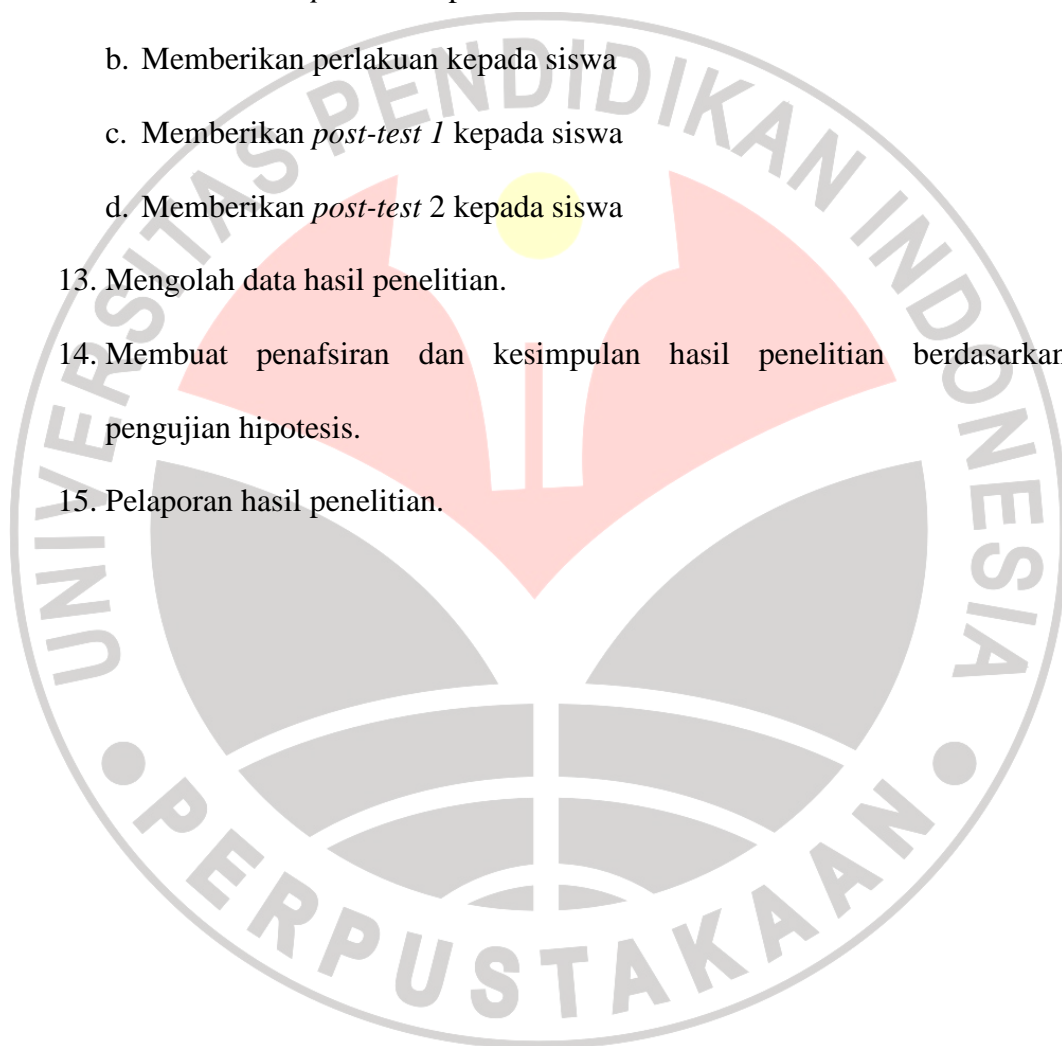 b. Memberikan perlakuan kepada siswa
c. Memberikan post-test 1 kepada siswa
d. Memberikan post-test 2 kepada siswa
13. Mengolah data hasil penelitian.
14. Membuat penafsiran dan kesimpulan hasil penelitian berdasarkan
pengujian hipotesis.
15. Pelaporan hasil penelitian.
UNIVERSITAS PENDIDIKAN INDONESIA
PERPUSTAKAAN